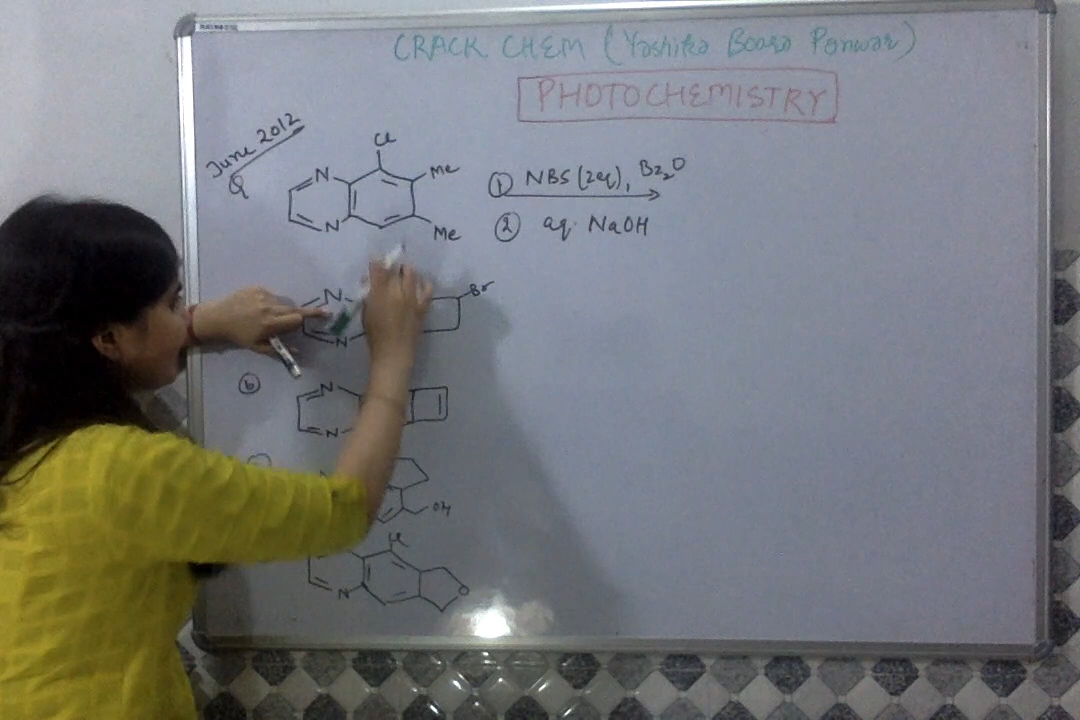 CRACK CHEM (Yashika Boora Panwar)
PHOTOCHEMISTRY
June 2012
Q
Cl
N Me
① NBS (2eq), Bz₂O
N Me
② aq. NaOH
N Br
N
ⓑ N
N
OH
Cl
N O